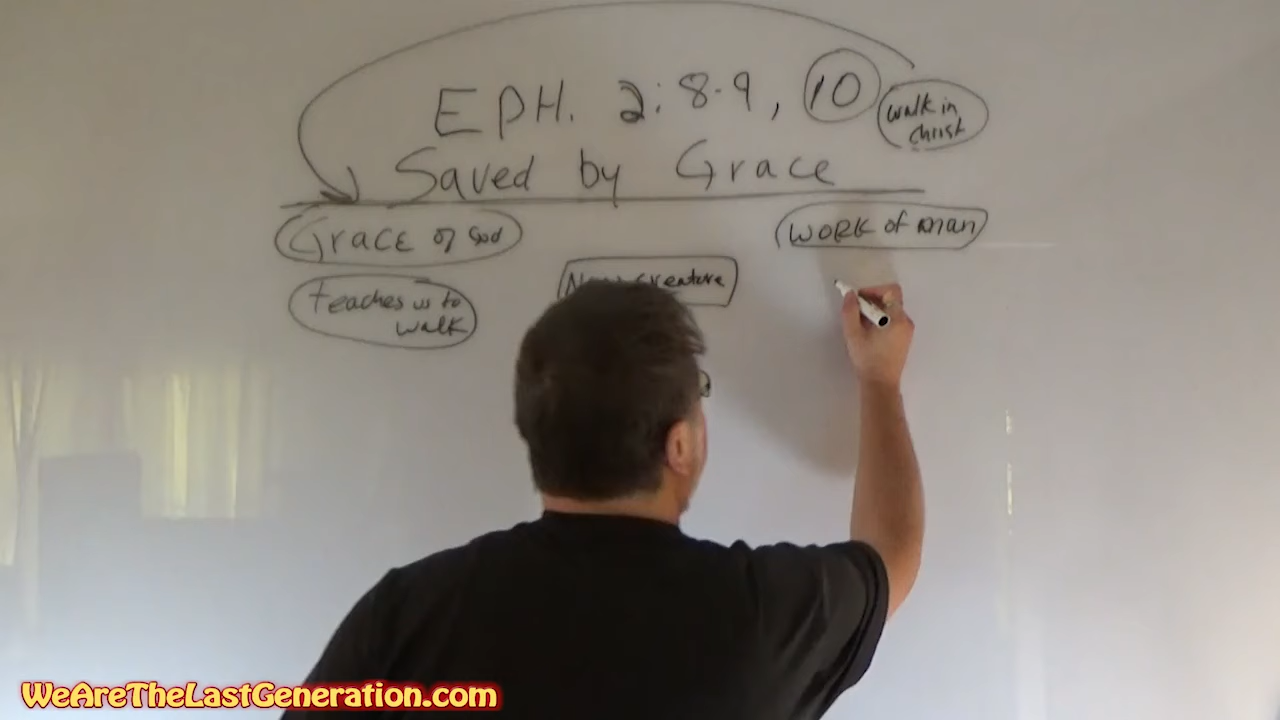 EPH. 2:8-9, 10
walk in
christ
Saved by Grace
Grace of God
WORK of man
New Creature
teaches us to
walk
WeAreTheLastGeneration.com